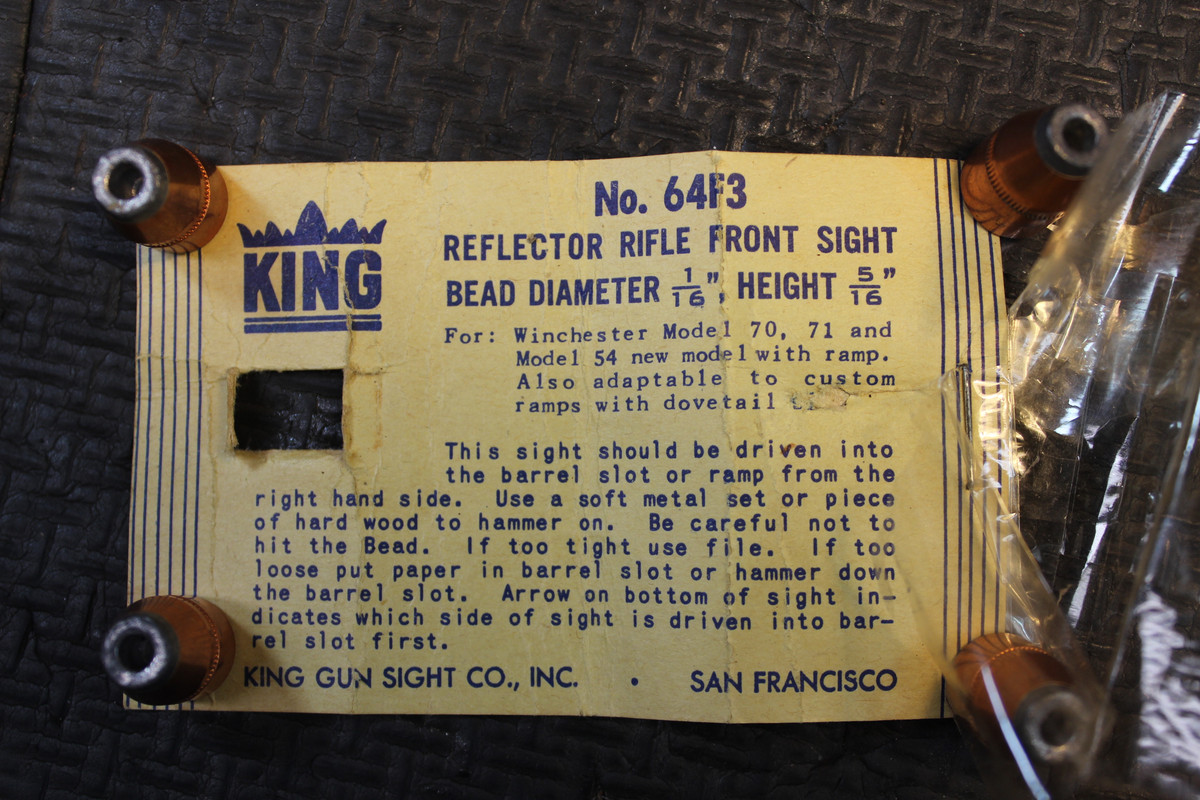 KING
No. 64F3
REFLECTOR RIFLE FRONT SIGHT
BEAD DIAMETER 1/16", HEIGHT 5/16"
For: Winchester Model 70, 71 and
Model 54 new model with ramp.
Also adaptable to custom
ramps with dovetail
This sight should be driven into
the barrel slot or ramp from the
right hand side. Use a soft metal set or piece
of hard wood to hammer on. Be careful not to
hit the Bead. If too tight use file. If too
loose put paper in barrel slot or hammer down
the barrel slot. Arrow on bottom of sight in-
dicates which side of sight is driven into bar-
rel slot first.
KING GUN SIGHT CO., INC. • SAN FRANCISCO